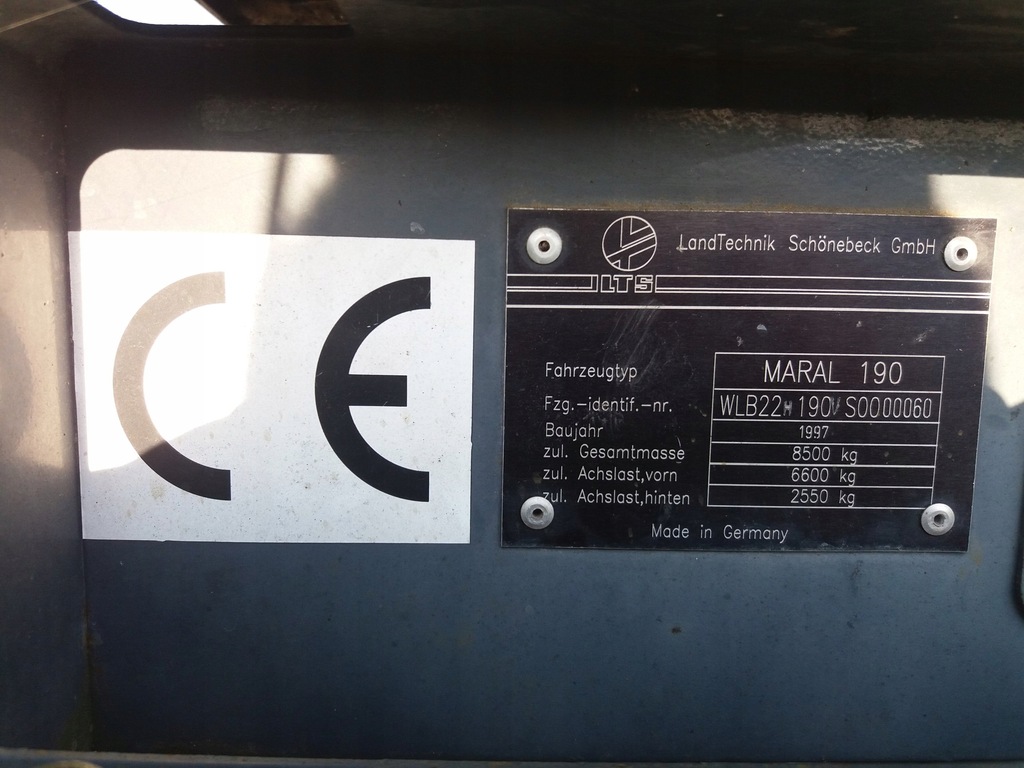 CE
LandTechnik Schönebeck GmbH
LTS
Fahrzeugtyp MARAL 190
Fzg.-identif.-nr. WLB22H190VS0000060
Baujahr 1997
zul. Gesamtmasse 8500 kg
zul. Achslast,vorn 6600 kg
zul. Achslast,hinten 2550 kg
Made in Germany